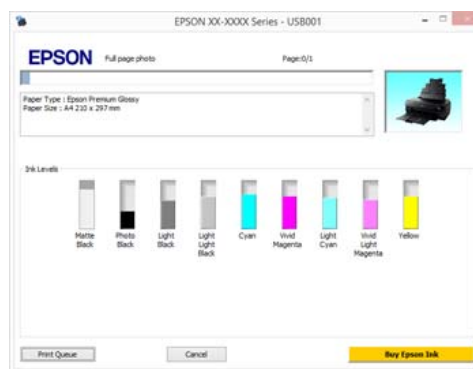 EPSON XX-XXXX Series - USB001
EPSON
Full page photo
Page:0/1
Paper Type : Epson Premium Glossy
Paper Size : A4 210 x 297 mm
Ink Levels
Matte
Black
Photo
Black
Light
Black
Light
Light
Black
Cyan
Vivid
Magenta
Light
Cyan
Vivid
Light
Magenta
Yellow
Print Queue
Cancel
Buy Epson Ink